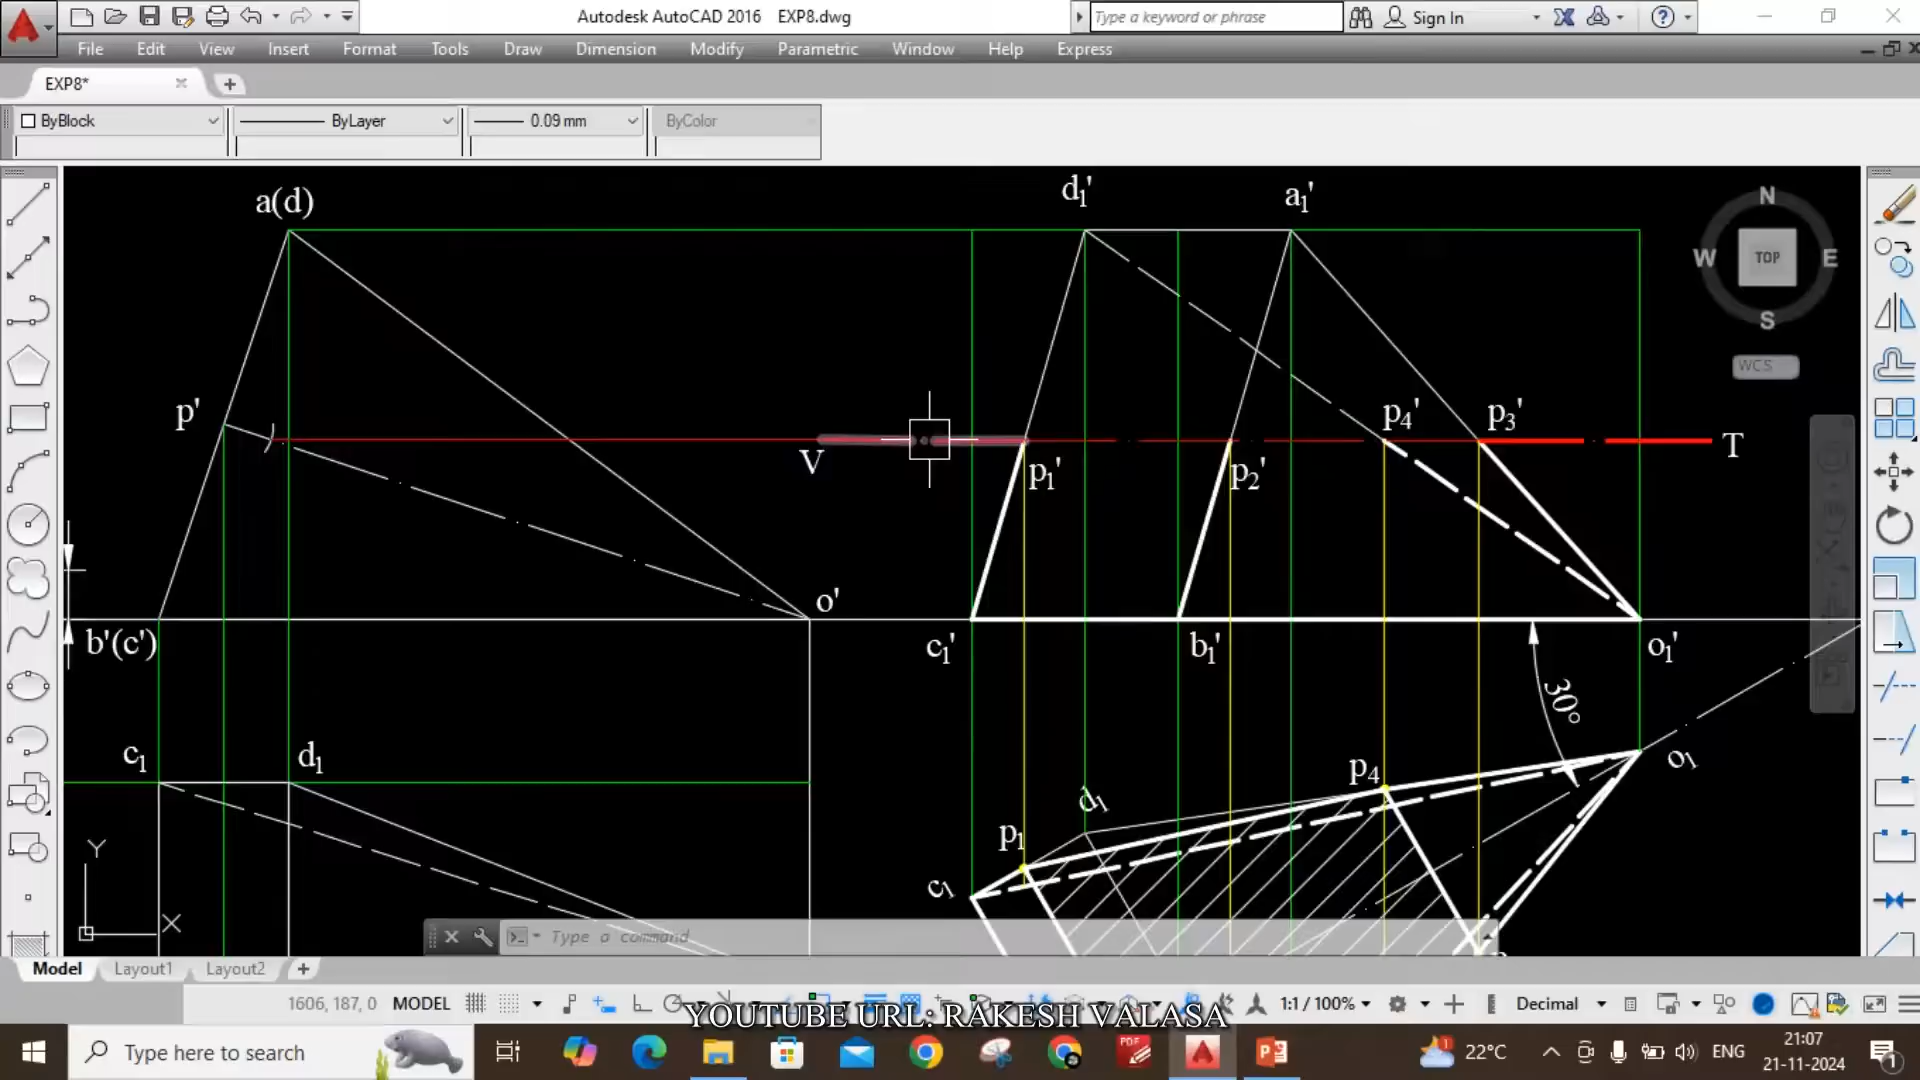 Autodesk AutoCAD 2016 EXP8.dwg
Type a keyword or phrase
Sign In
File Edit View Insert Format Tools Draw Dimension Modify Parametric Window Help Express
EXP8*
ByBlock ByLayer 0.09 mm ByColor
a(d) d1' a1'
N
W TOP E
S
WCS
p' p4' p3'
V p1' p2' T
o'
b'(c') c1' b1' o1'
30°
c1 d1 p4 o1
d1
p1
c1
Y
X
Type a command
Model Layout1 Layout2
1606, 187, 0 MODEL 1:1 / 100% Decimal
YOUTUBE URL: RAKESH VALASA
Type here to search
PDF
22°C ENG
21:07
21-11-2024
1